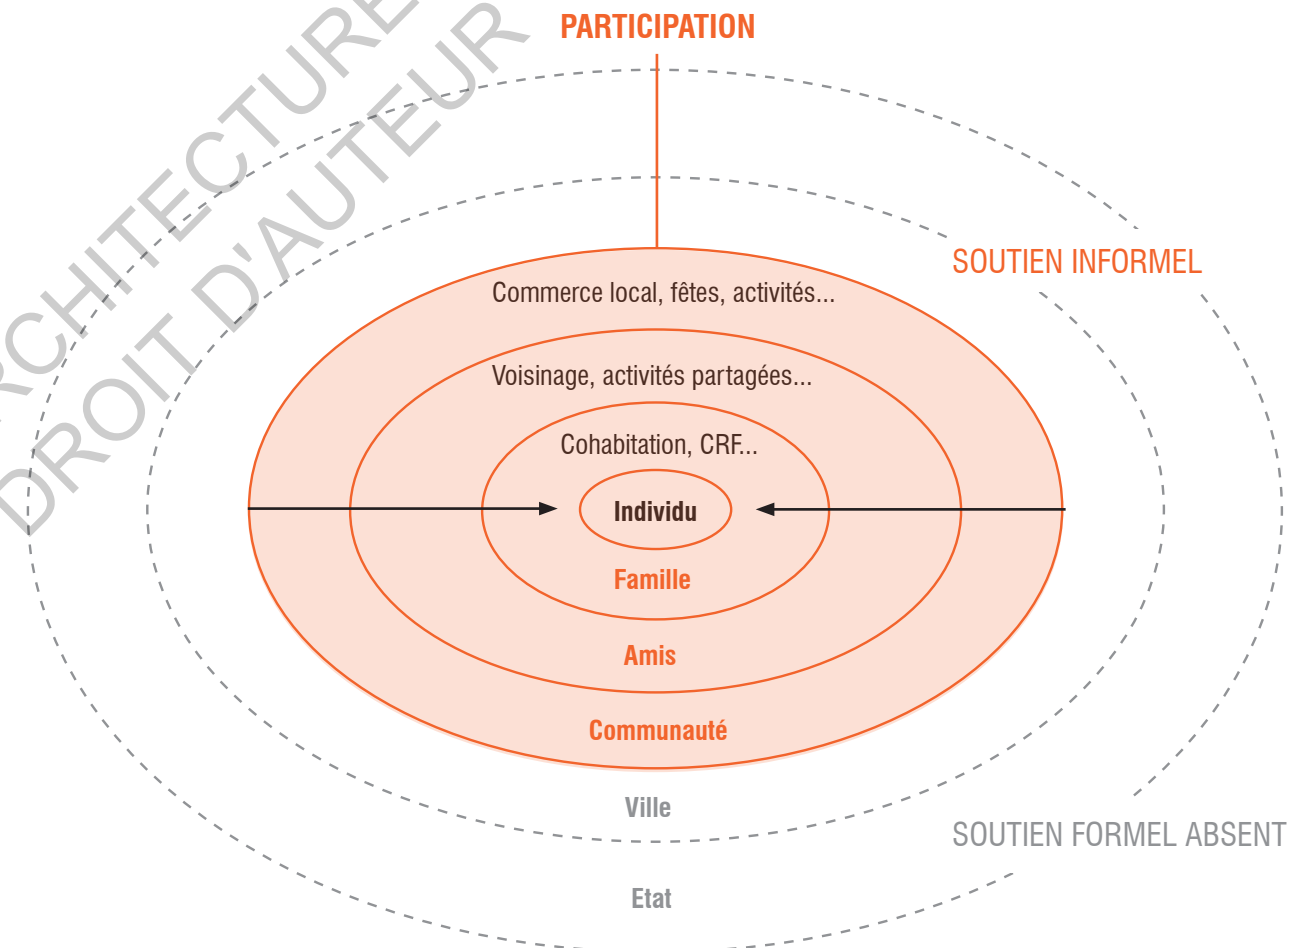 PARTICIPATION
ARCHITECTURE
DROIT D'AUTEUR
SOUTIEN INFORMEL
Commerce local, fêtes, activités...
Voisinage, activités partagées...
Cohabitation, CRF...
Individu
Famille
Amis
Communauté
Ville
SOUTIEN FORMEL ABSENT
Etat